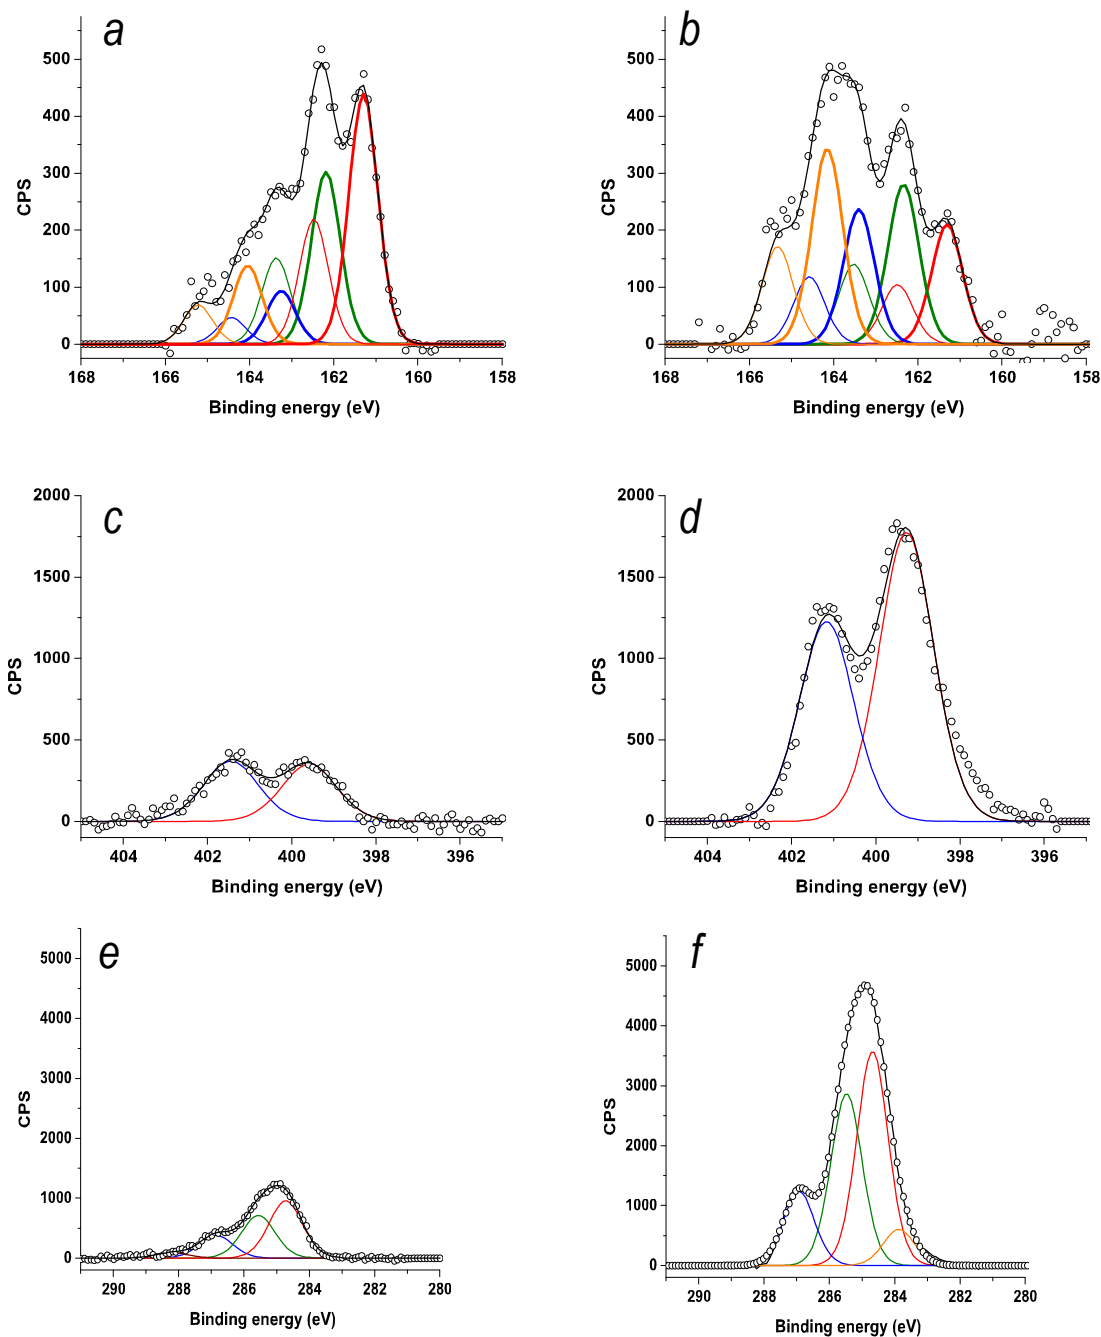 a
500
400
300
200
100
0
CPS
168 166 164 162 160 158
Binding energy (eV)
b
500
400
300
200
100
0
CPS
168 166 164 162 160 158
Binding energy (eV)
c
2000
1500
1000
500
0
CPS
404 402 400 398 396
Binding energy (eV)
d
2000
1500
1000
500
0
CPS
404 402 400 398 396
Binding energy (eV)
e
5000
4000
3000
2000
1000
0
CPS
290 288 286 284 282 280
Binding energy (eV)
f
5000
4000
3000
2000
1000
0
CPS
290 288 286 284 282 280
Binding energy (eV)